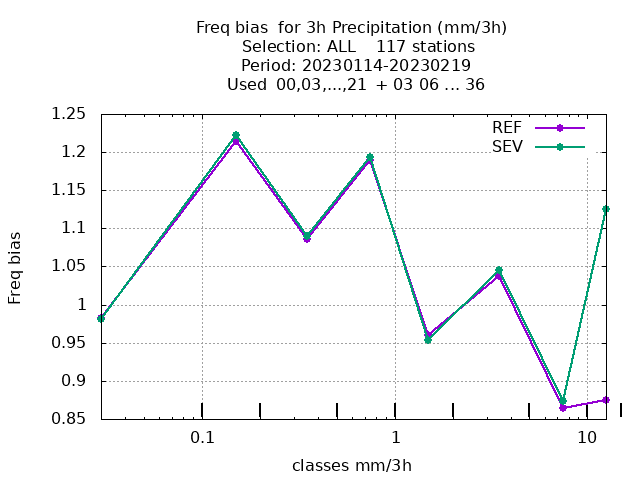 Freq bias  for 3h Precipitation (mm/3h)
Selection: ALL    117 stations
Period: 20230114-20230219
Used  00,03,...,21  + 03 06 ... 36
REF
SEV
1.25
1.2
1.15
1.1
1.05
1
0.95
0.9
0.85
Freq bias
0.1
1
10
classes mm/3h